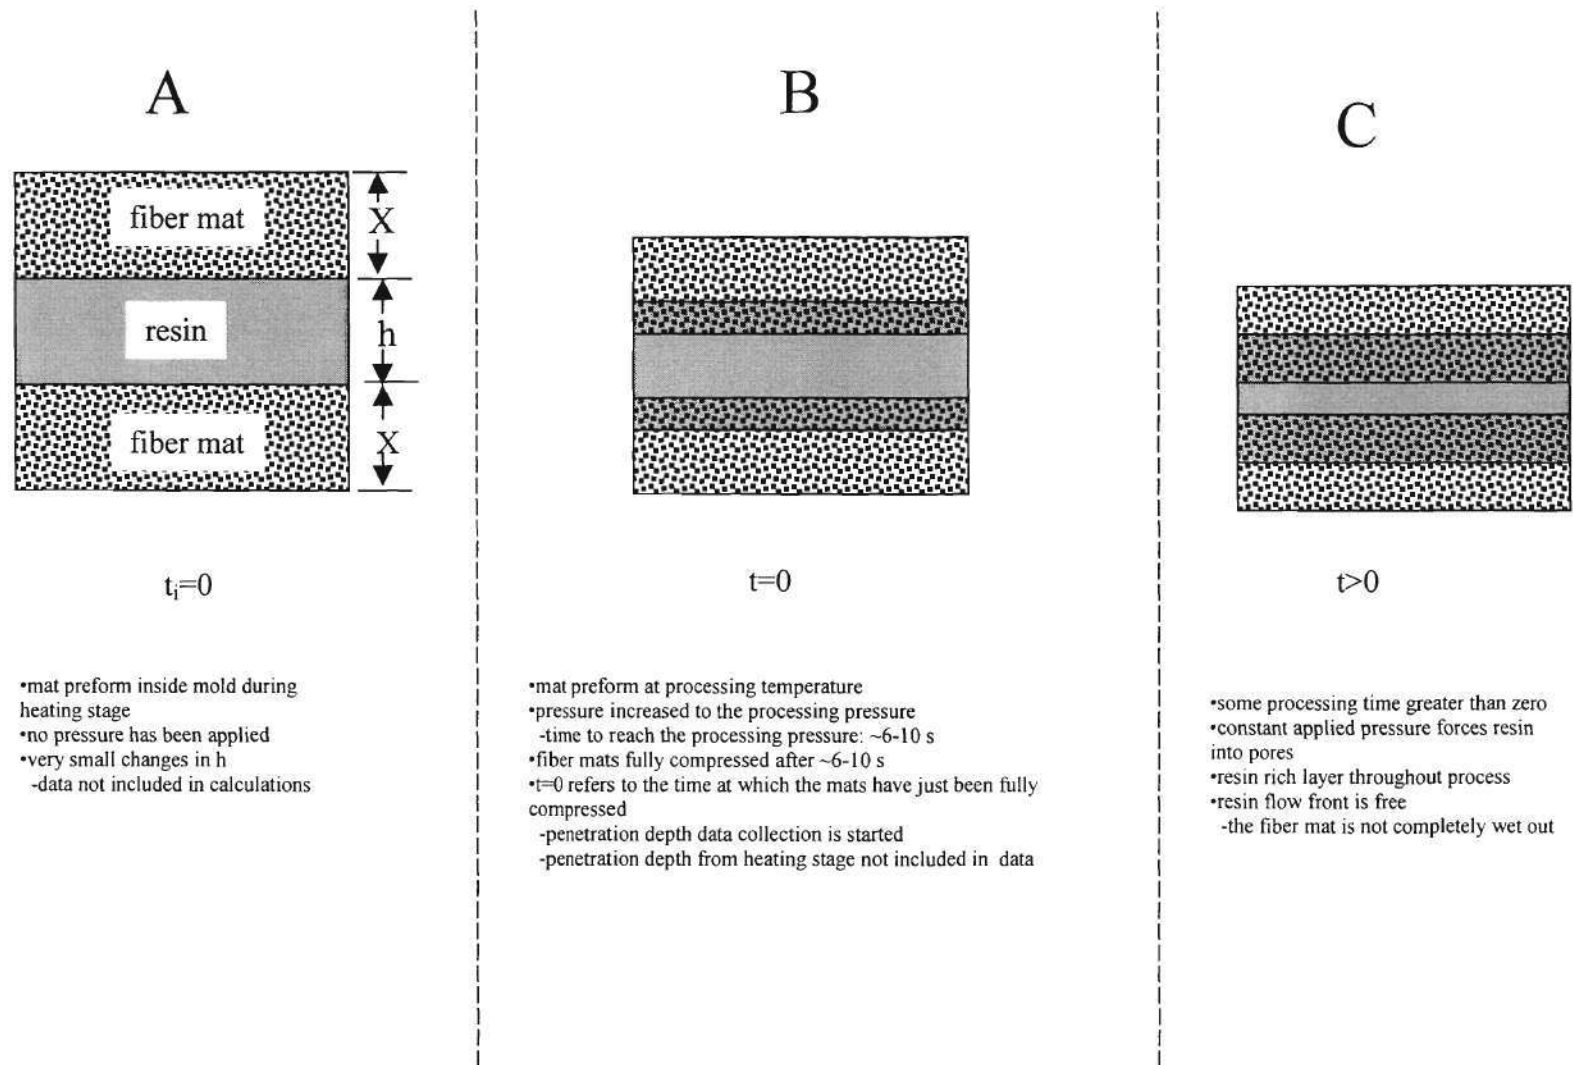 A
fiber mat
X
resin
h
fiber mat
X
tᵢ=0
•mat preform inside mold during
heating stage
•no pressure has been applied
•very small changes in h
-data not included in calculations
B
t=0
•mat preform at processing temperature
•pressure increased to the processing pressure
-time to reach the processing pressure: ~6-10 s
•fiber mats fully compressed after ~6-10 s
•t=0 refers to the time at which the mats have just been fully
compressed
-penetration depth data collection is started
-penetration depth from heating stage not included in data
C
t>0
•some processing time greater than zero
•constant applied pressure forces resin
into pores
•resin rich layer throughout process
•resin flow front is free
-the fiber mat is not completely wet out